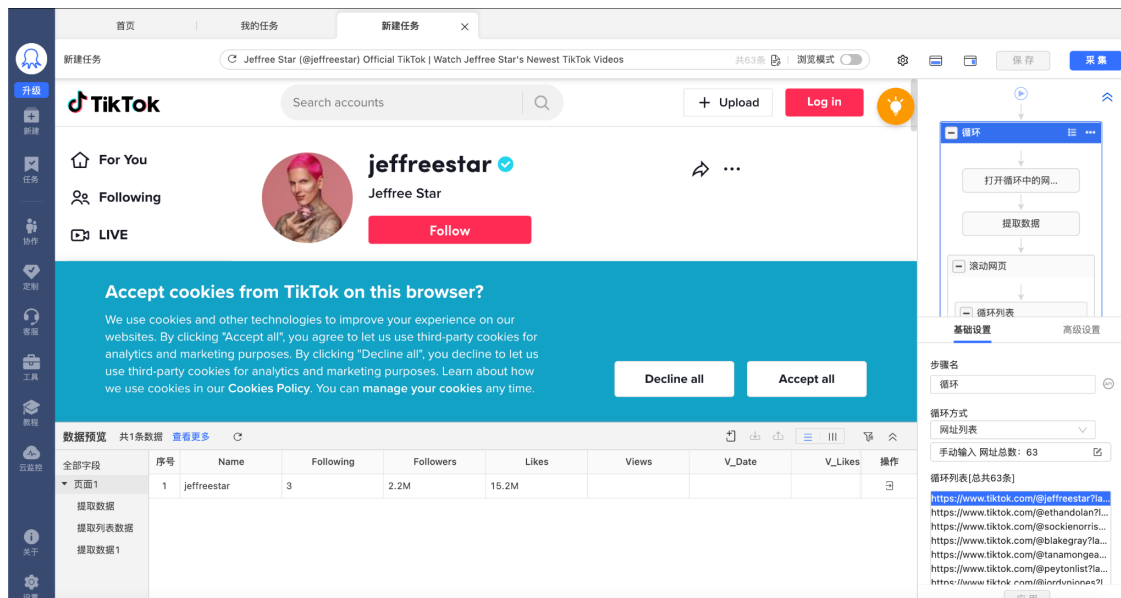 首页
我的任务
新建任务
新建任务
Jeffree Star (@jeffreestar) Official TikTok | Watch Jeffree Star's Newest TikTok Videos
共63条
浏览模式
保存
采集
升级
新建
任务
协作
定制
客服
工具
教程
云监控
关于
设置
TikTok
Search accounts
+ Upload
Log in
For You
Following
LIVE
jeffreestar
Jeffree Star
Follow
Accept cookies from TikTok on this browser?
We use cookies and other technologies to improve your experience on our
websites. By clicking "Accept all", you agree to let us use third-party cookies for
analytics and marketing purposes. By clicking "Decline all", you decline to let us
use third-party cookies for analytics and marketing purposes. Learn about how
we use cookies in our Cookies Policy. You can manage your cookies any time.
Decline all
Accept all
数据预览 共1条数据 查看更多
全部字段
页面1
提取数据
提取列表数据
提取数据1
序号 Name Following Followers Likes Views V_Date V_Likes 操作
1 jeffreestar 3 2.2M 15.2M
循环
打开循环中的网...
提取数据
滚动网页
循环列表
基础设置
高级设置
步骤名
循环
循环方式
网址列表
手动输入 网址总数: 63
循环列表[总共63条]
https://www.tiktok.com/@jeffreestar?la...
https://www.tiktok.com/@ethandolan?l...
https://www.tiktok.com/@sockienorris...
https://www.tiktok.com/@blakegray?la...
https://www.tiktok.com/@tanamongea...
https://www.tiktok.com/@peytonlist?la...
https://www.tiktok.com/@jordynjones?l...
应用